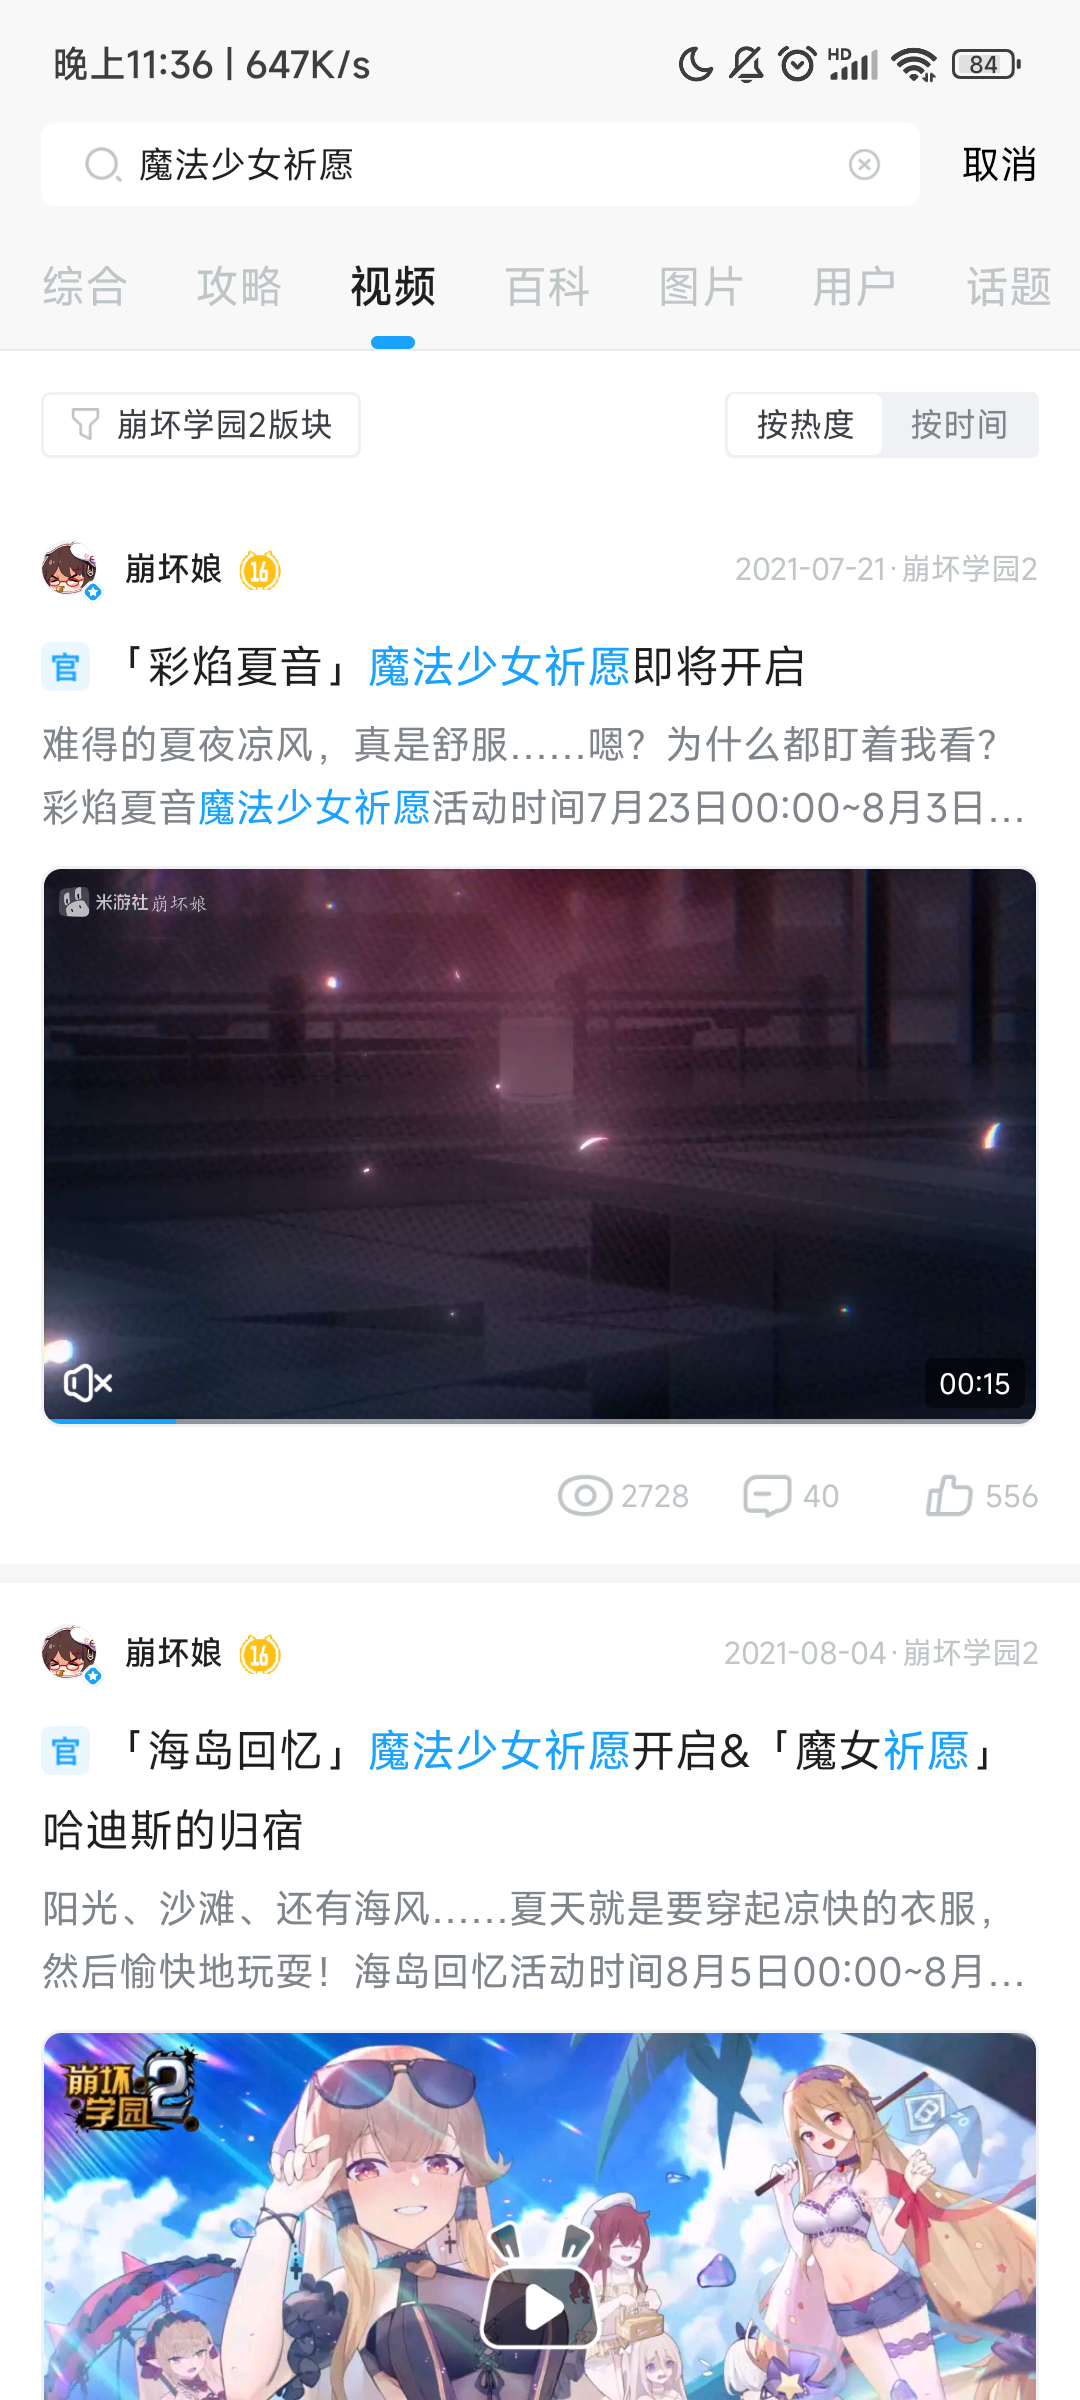 晚上11:36 | 647K/s
HD
84
魔法少女祈愿
取消
综合 攻略 视频 百科 图片 用户 话题
崩坏学园2版块
按热度 按时间
崩坏娘 16
2021-07-21·崩坏学园2
官 「彩焰夏音」魔法少女祈愿即将开启
难得的夏夜凉风，真是舒服……嗯？为什么都盯着我看？
彩焰夏音魔法少女祈愿活动时间7月23日00:00~8月3日...
米游社 崩坏娘
00:15
2728 40 556
崩坏娘 16
2021-08-04·崩坏学园2
官 「海岛回忆」魔法少女祈愿开启&「魔女祈愿」
哈迪斯的归宿
阳光、沙滩、还有海风……夏天就是要穿起凉快的衣服，
然后愉快地玩耍！海岛回忆活动时间8月5日00:00~8月...
崩坏
学园2